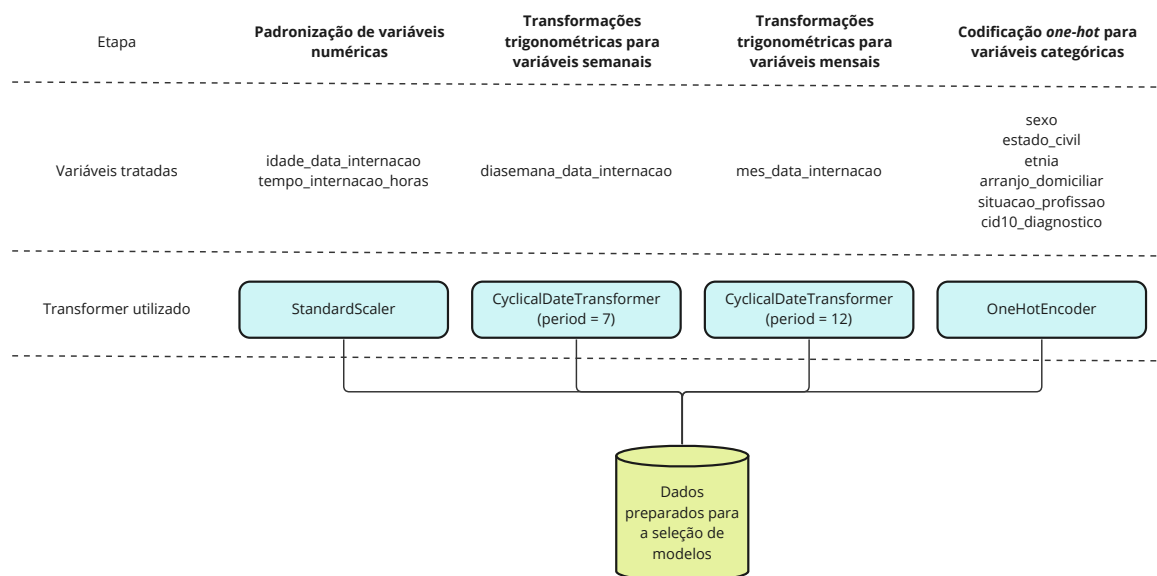 Etapa
Padronização de variáveis
numéricas
Transformações
trigonométricas para
variáveis semanais
Transformações
trigonométricas para
variáveis mensais
Codificação one-hot para
variáveis categóricas
Variáveis tratadas
idade_data_internacao
tempo_internacao_horas
diasemana_data_internacao
mes_data_internacao
sexo
estado_civil
etnia
arranjo_domiciliar
situacao_profissao
cid10_diagnostico
Transformer utilizado
StandardScaler
CyclicalDateTransformer
(period = 7)
CyclicalDateTransformer
(period = 12)
OneHotEncoder
Dados
preparados para
a seleção de
modelos